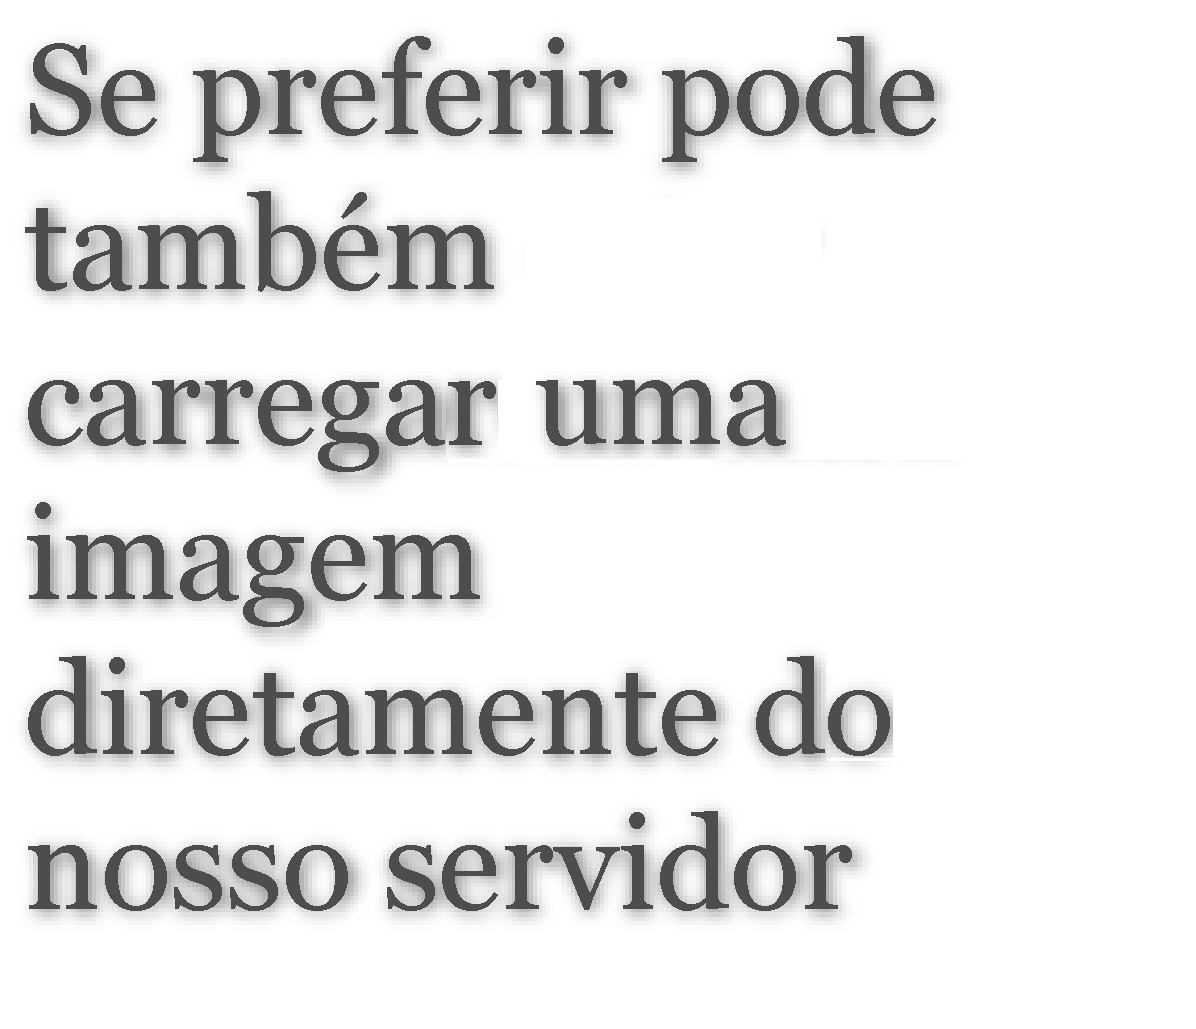 Se preferir pode
também
carregar uma
imagem
diretamente do
nosso servidor